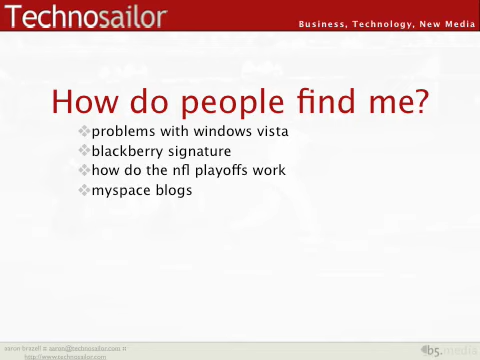 Technosailor
Business, Technology, New Media
How do people find me?
problems with windows vista
blackberry signature
how do the nfl playoffs work
myspace blogs
aaron brazell :: aaron@technosailor.com ::
http://www.technosailor.com
b5media